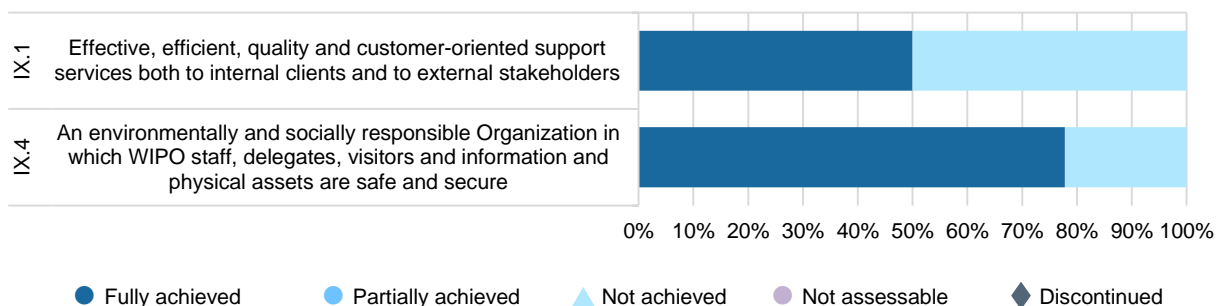 IX.1
Effective, efficient, quality and customer-oriented support
services both to internal clients and to external stakeholders
IX.4
An environmentally and socially responsible Organization in
which WIPO staff, delegates, visitors and information and
physical assets are safe and secure
0% 10% 20% 30% 40% 50% 60% 70% 80% 90% 100%
Fully achieved Partially achieved Not achieved Not assessable Discontinued